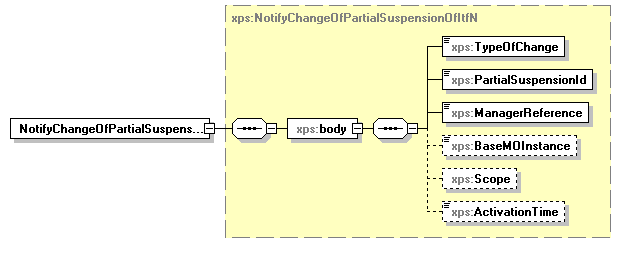 xps:NotifyChangeOfPartialSuspensionOfItfN
xps:TypeOfChange
xps:PartialSuspensionId
xps:ManagerReference
NotifyChangeOfPartialSuspens...
xps:body
xps:BaseMOInstance
xps:Scope
xps:ActivationTime